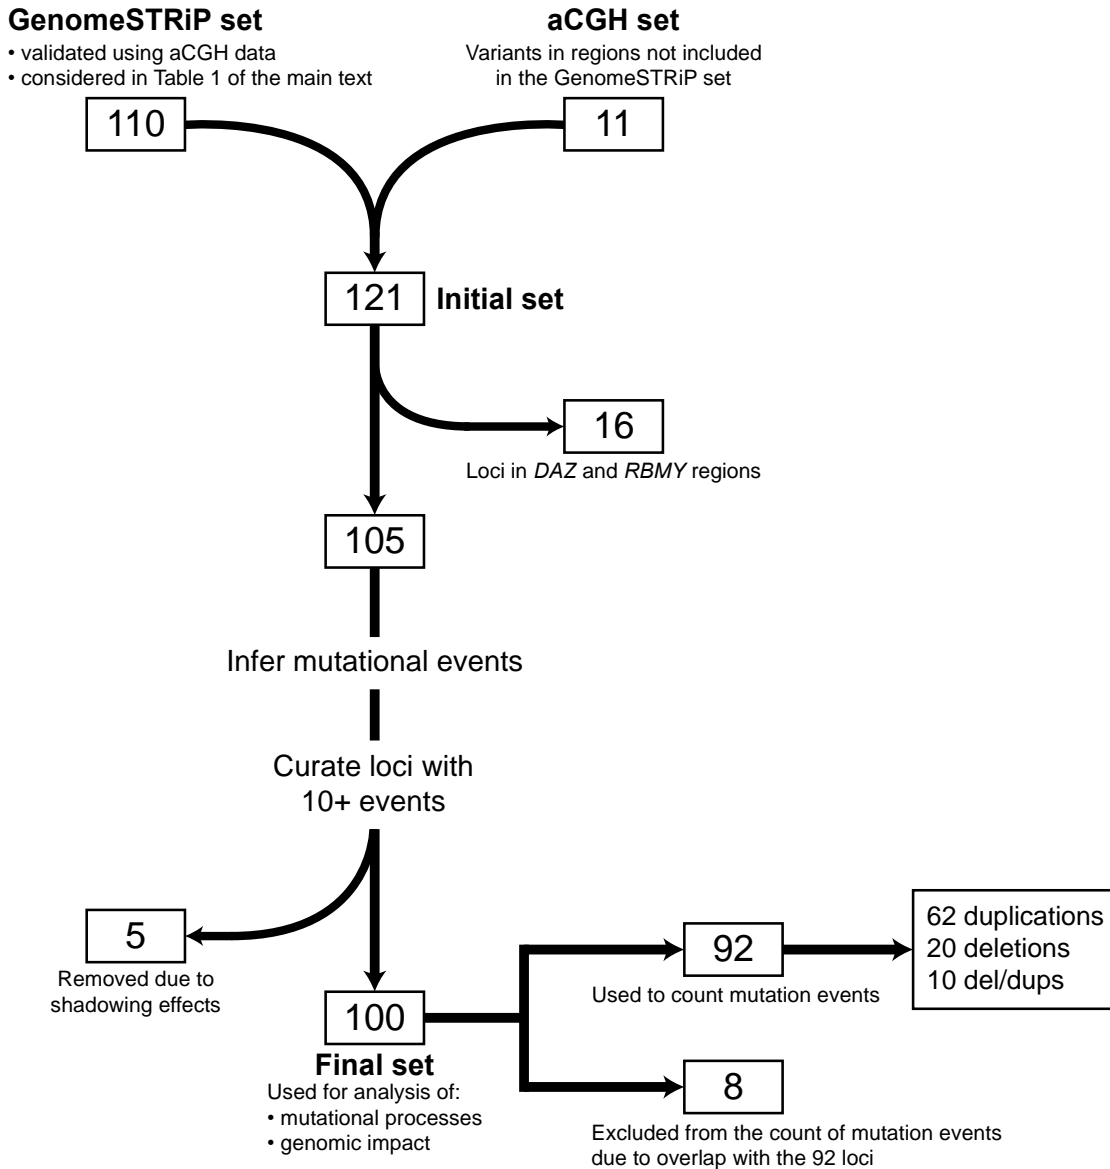 GenomeSTRiP set
• validated using aCGH data
• considered in Table 1 of the main text
110
aCGH set
Variants in regions not included
in the GenomeSTRiP set
11
121
Initial set
16
Loci in DAZ and RBMY regions
105
Infer mutational events
Curate loci with
10+ events
5
Removed due to
shadowing effects
100
Final set
Used for analysis of:
• mutational processes
• genomic impact
92
Used to count mutation events
62 duplications
20 deletions
10 del/dups
8
Excluded from the count of mutation events
due to overlap with the 92 loci